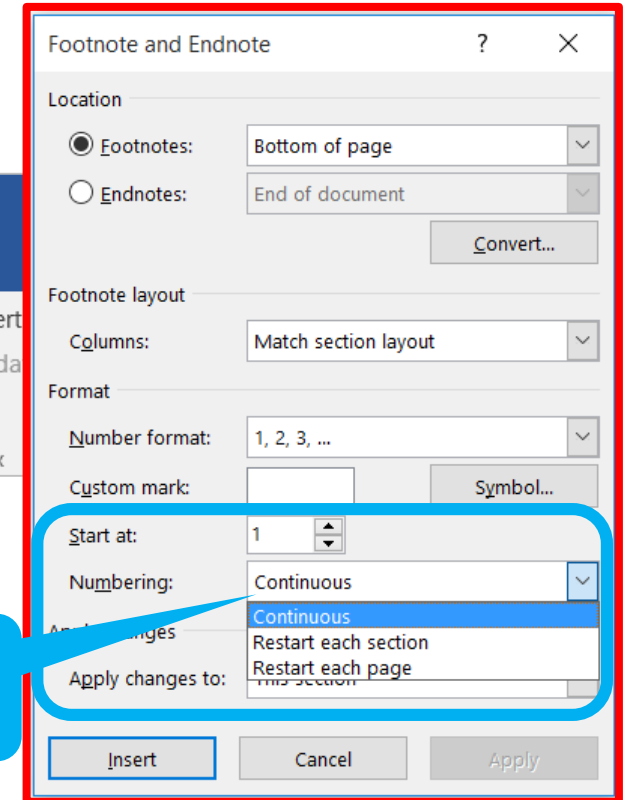 Footnote and Endnote ?
Location
Footnotes: Bottom of page
Endnotes: End of document
Convert...
Footnote layout
Columns: Match section layout
Format
Number format: 1, 2, 3, ...
Custom mark: Symbol...
Start at: 1
Numbering: Continuous
Continuous
Restart each section
Restart each page
Apply changes to: This section
Insert Cancel Apply